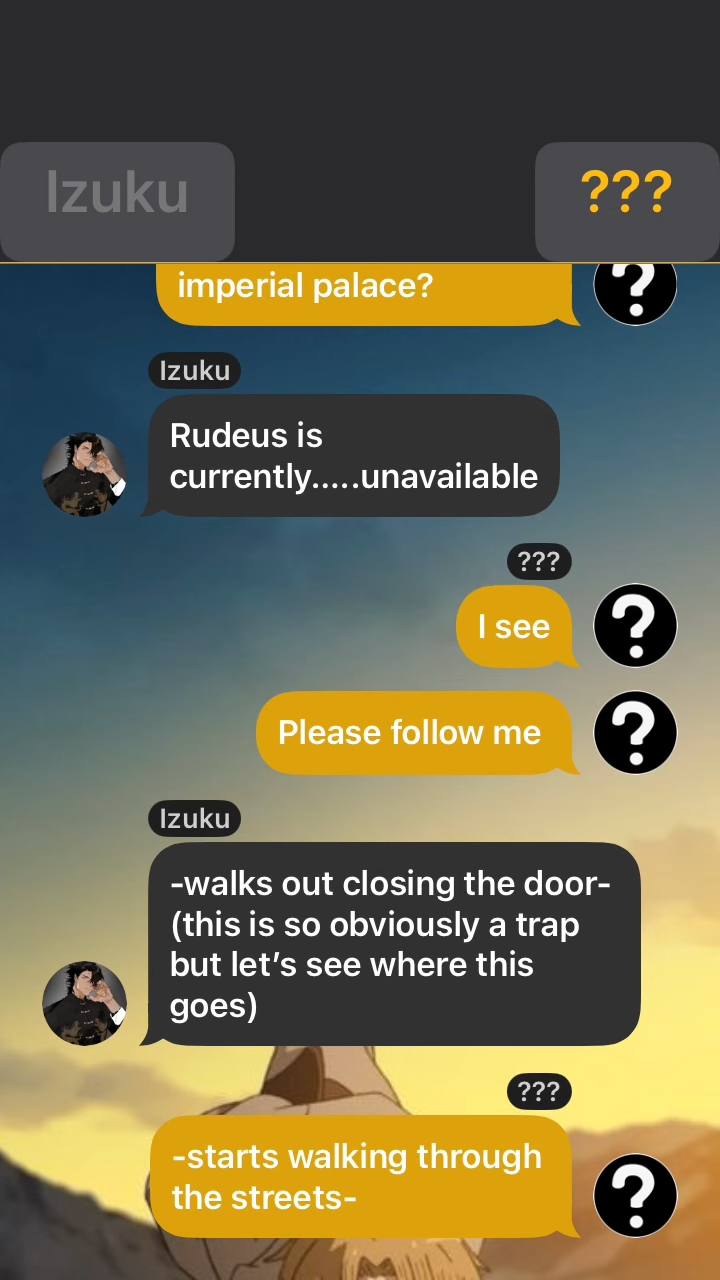 Izuku
???
imperial palace?
?
Izuku
Rudeus is
currently.....unavailable
???
I see
?
Please follow me
?
Izuku
-walks out closing the door-
(this is so obviously a trap
but let’s see where this
goes)
???
-starts walking through
the streets-
?